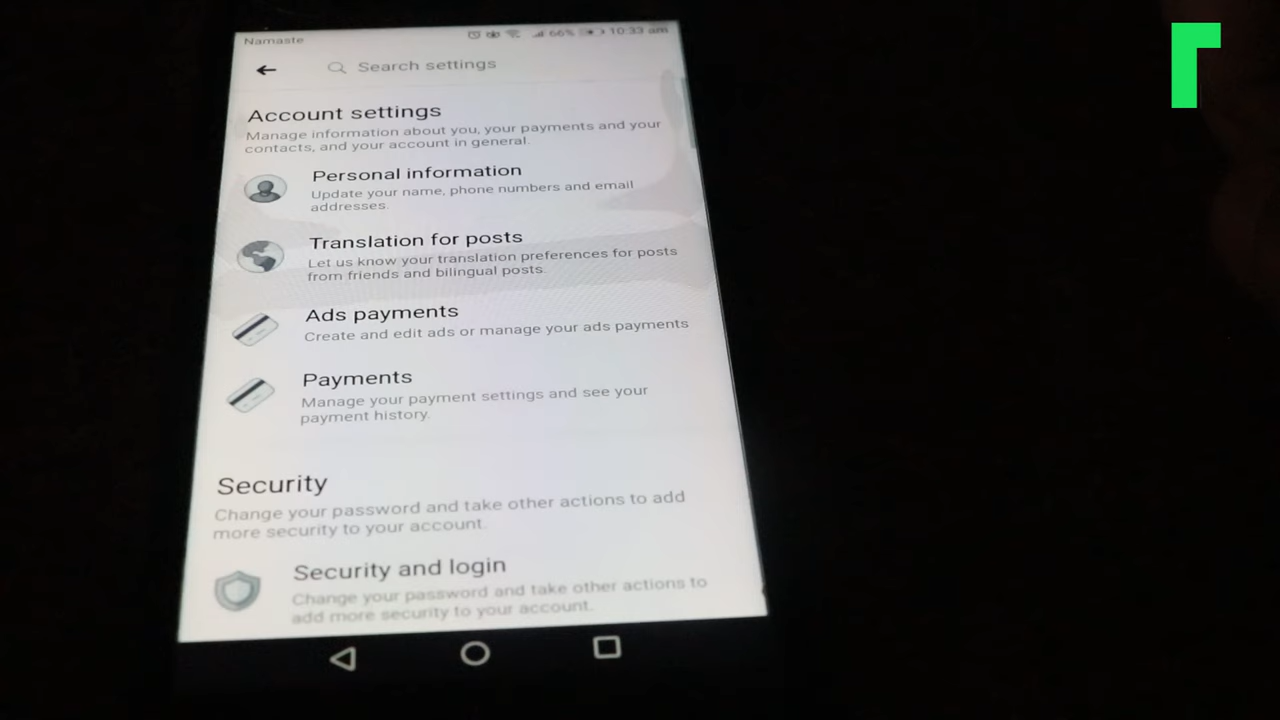 Namaste
66% 10:33 am
Search settings
Account settings
Manage information about you, your payments and your
contacts, and your account in general.
Personal information
Update your name, phone numbers and email
addresses.
Translation for posts
Let us know your translation preferences for posts
from friends and bilingual posts.
Ads payments
Create and edit ads or manage your ads payments
Payments
Manage your payment settings and see your
payment history.
Security
Change your password and take other actions to add
more security to your account.
Security and login
Change your password and take other actions to
add more security to your account.